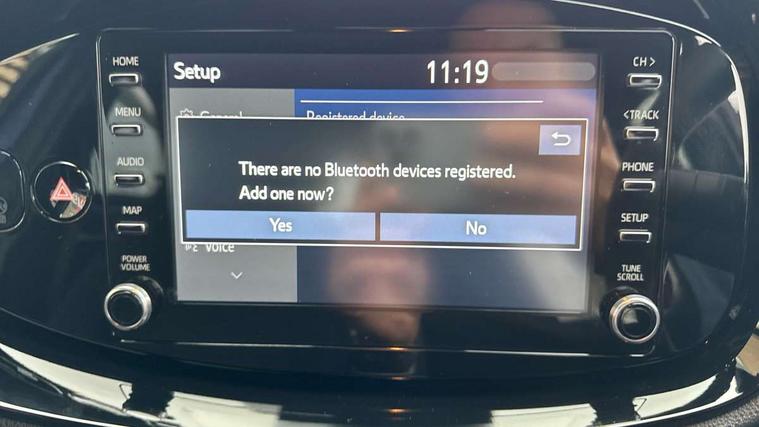 HOME
MENU
AUDIO
MAP
POWER
VOLUME
Setup
11:19
General
Registered device
There are no Bluetooth devices registered.
Add one now?
Yes
No
Voice
CH >
< TRACK
PHONE
SETUP
TUNE
SCROLL